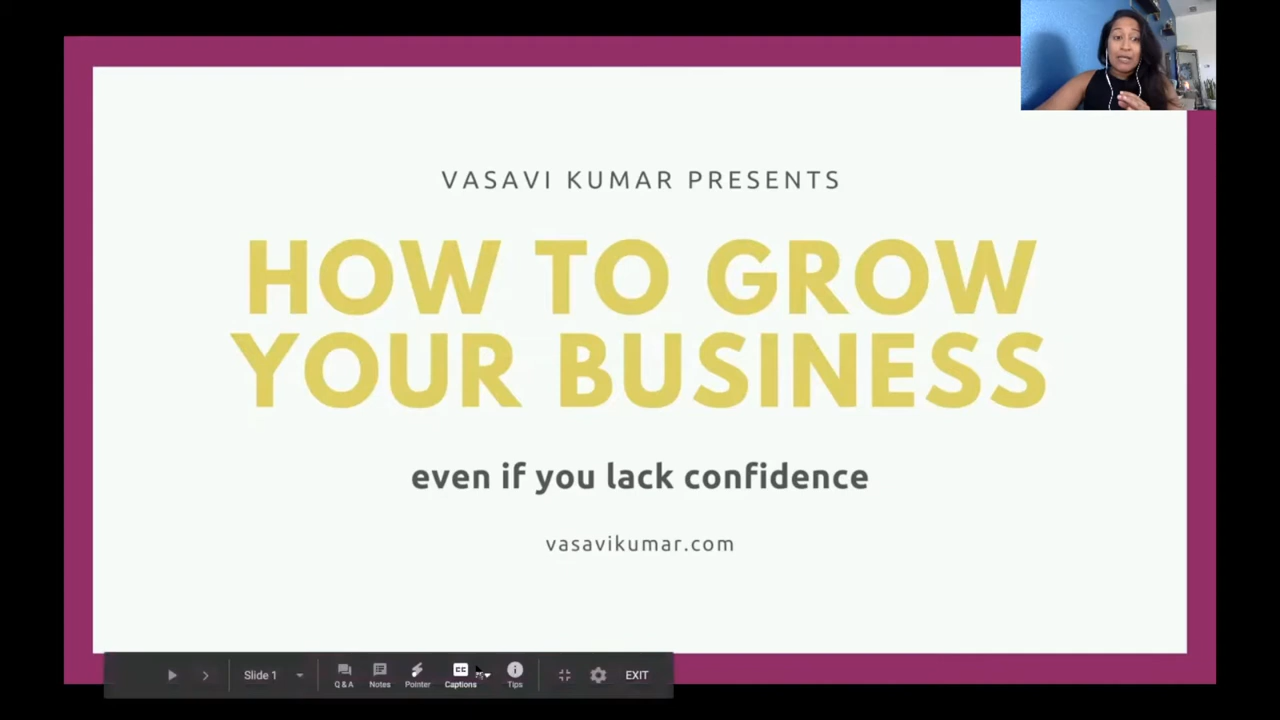 VASAVI KUMAR PRESENTS
HOW TO GROW
YOUR BUSINESS
even if you lack confidence
vasavikumar.com
Slide 1
Q & A
Notes
Pointer
CC
Captions
Tips
EXIT